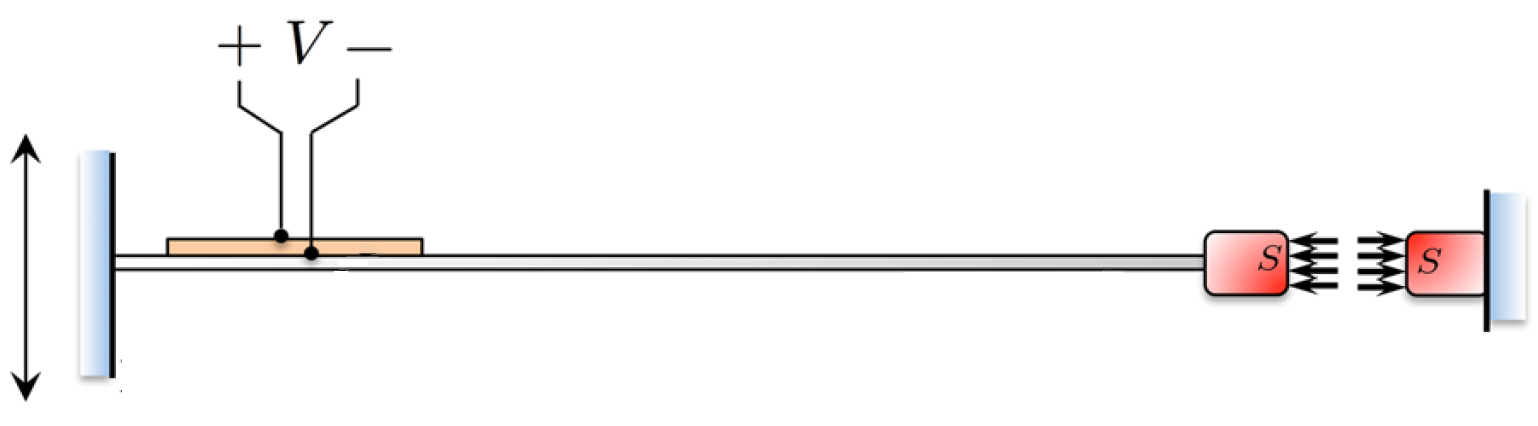 + V −
S S